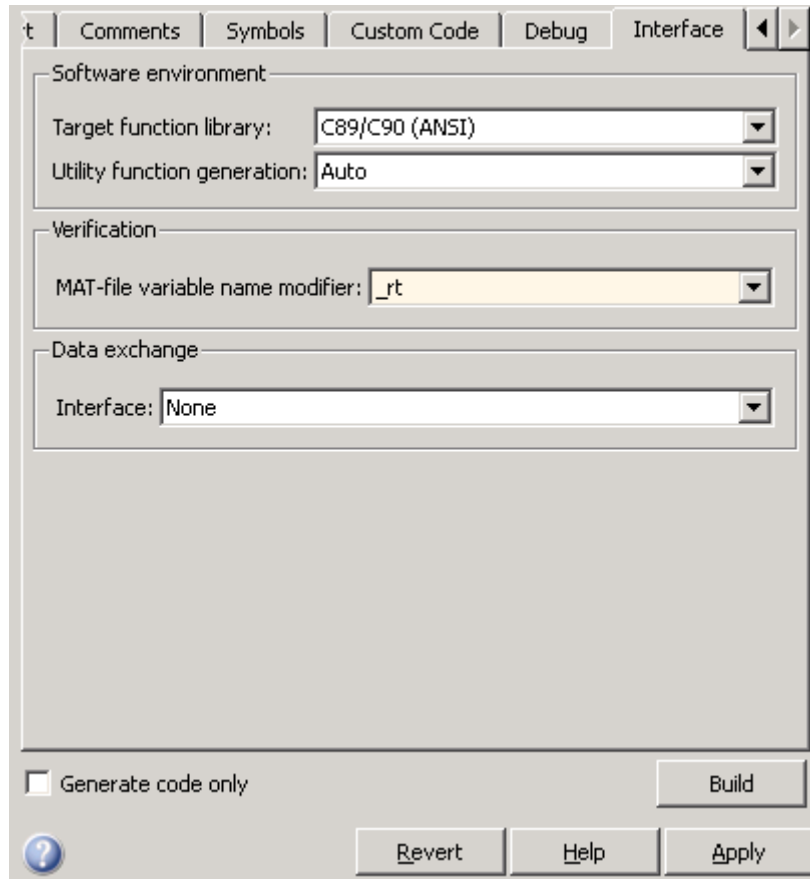 t Comments Symbols Custom Code Debug Interface
Software environment
Target function library: C89/C90 (ANSI)
Utility function generation: Auto
Verification
MAT-file variable name modifier: _rt
Data exchange
Interface: None
Generate code only Build
? Revert Help Apply